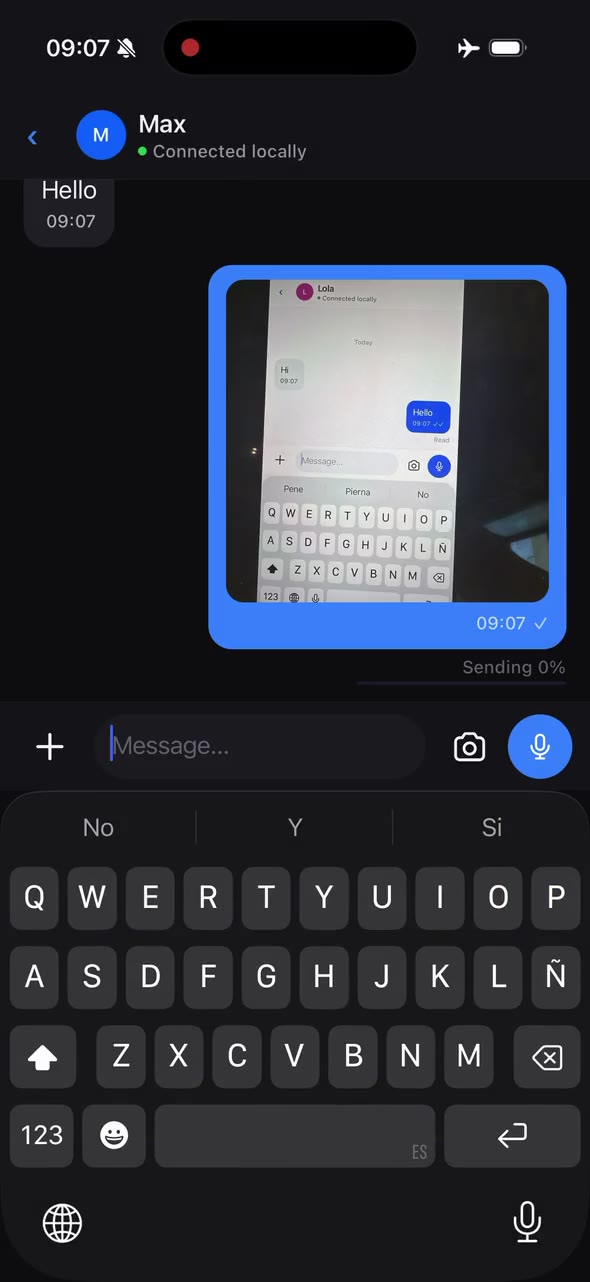 09:07
M
Max
Connected locally
Hello
09:07
L
Lola
Connected locally
Today
Hi
09:07
Hello
09:07
Read
Message...
Pene
Pierna
No
Q W E R T Y U I O P
A S D F G H J K L Ñ
Z X C V B N M
123
09:07
Sending 0%
Message...
No
Y
Si
Q W E R T Y U I O P
A S D F G H J K L Ñ
Z X C V B N M
123
ES